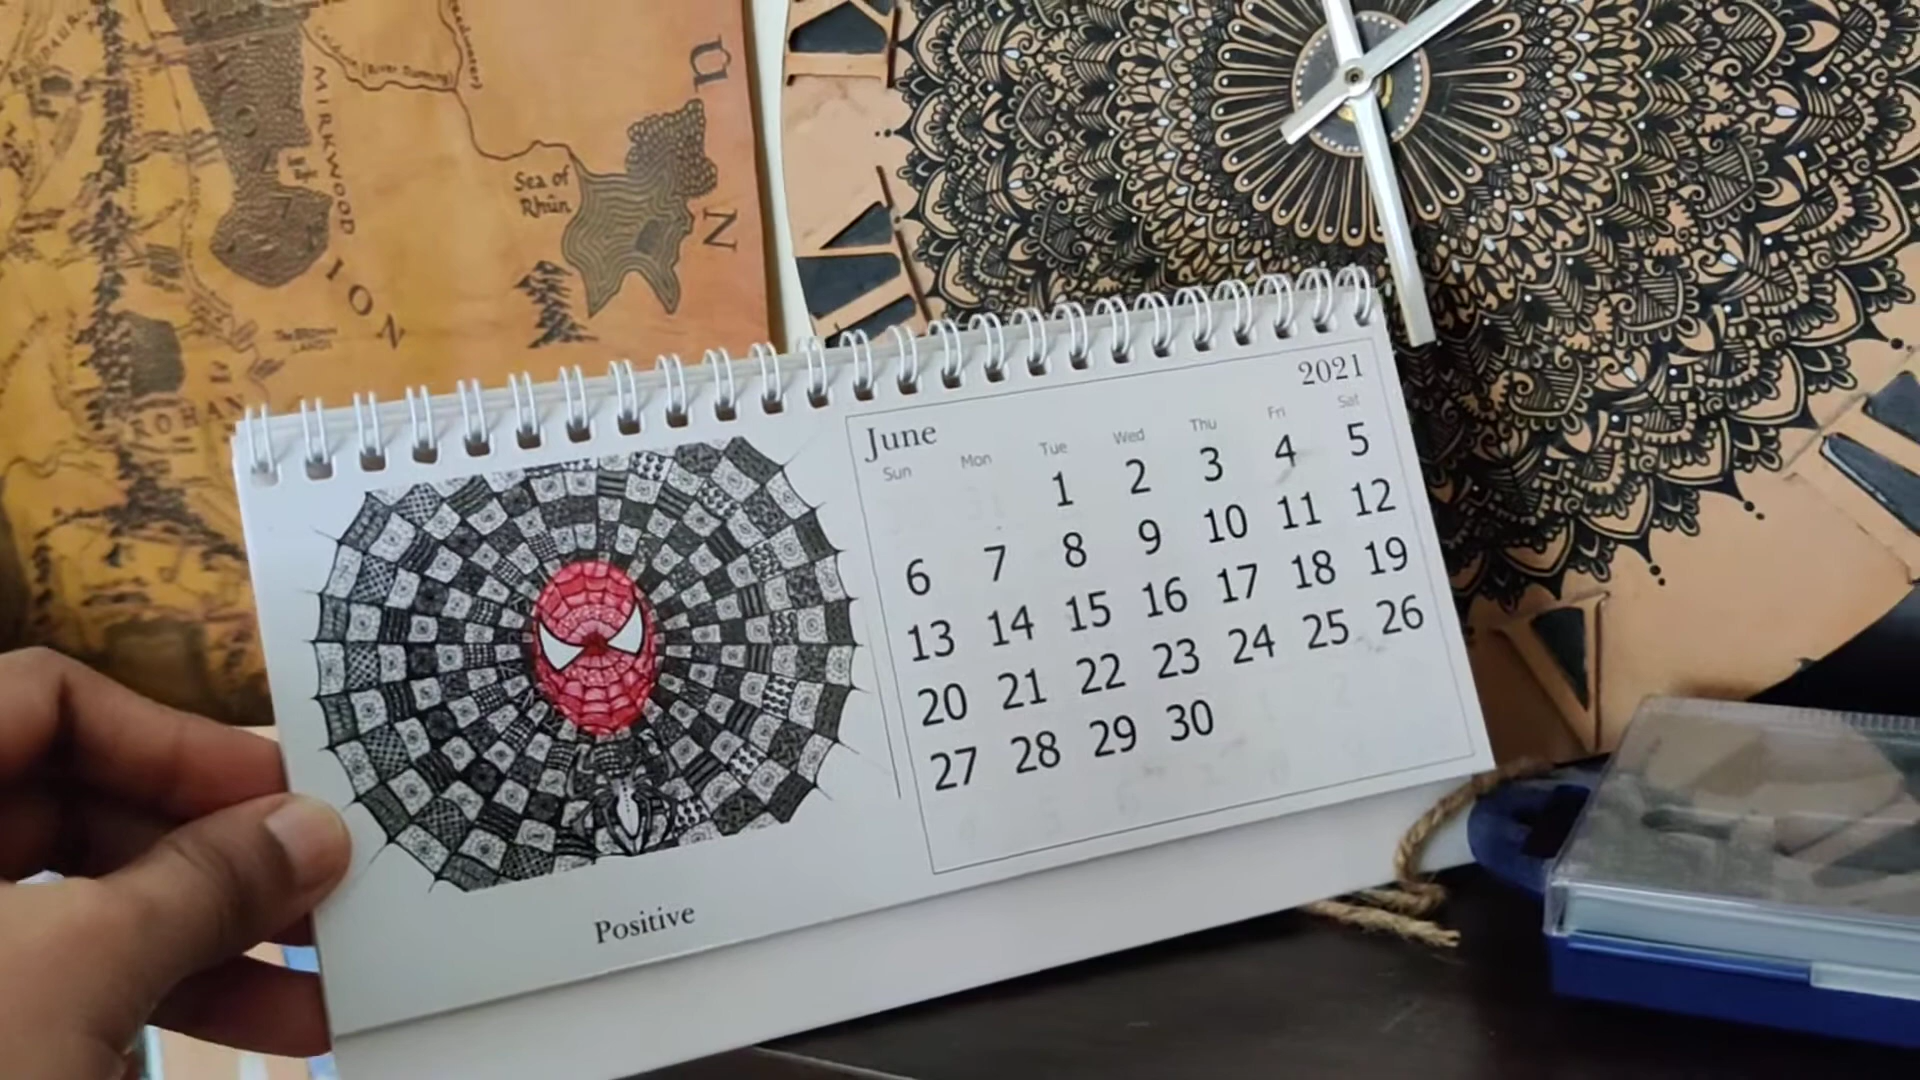 MIRKWOOD
Sea of
Rhûn
u
N
ION
ROHAN
2021
June
Sun Mon Tue Wed Thu Fri Sat
1 2 3 4 5
6 7 8 9 10 11 12
13 14 15 16 17 18 19
20 21 22 23 24 25 26
27 28 29 30
Positive